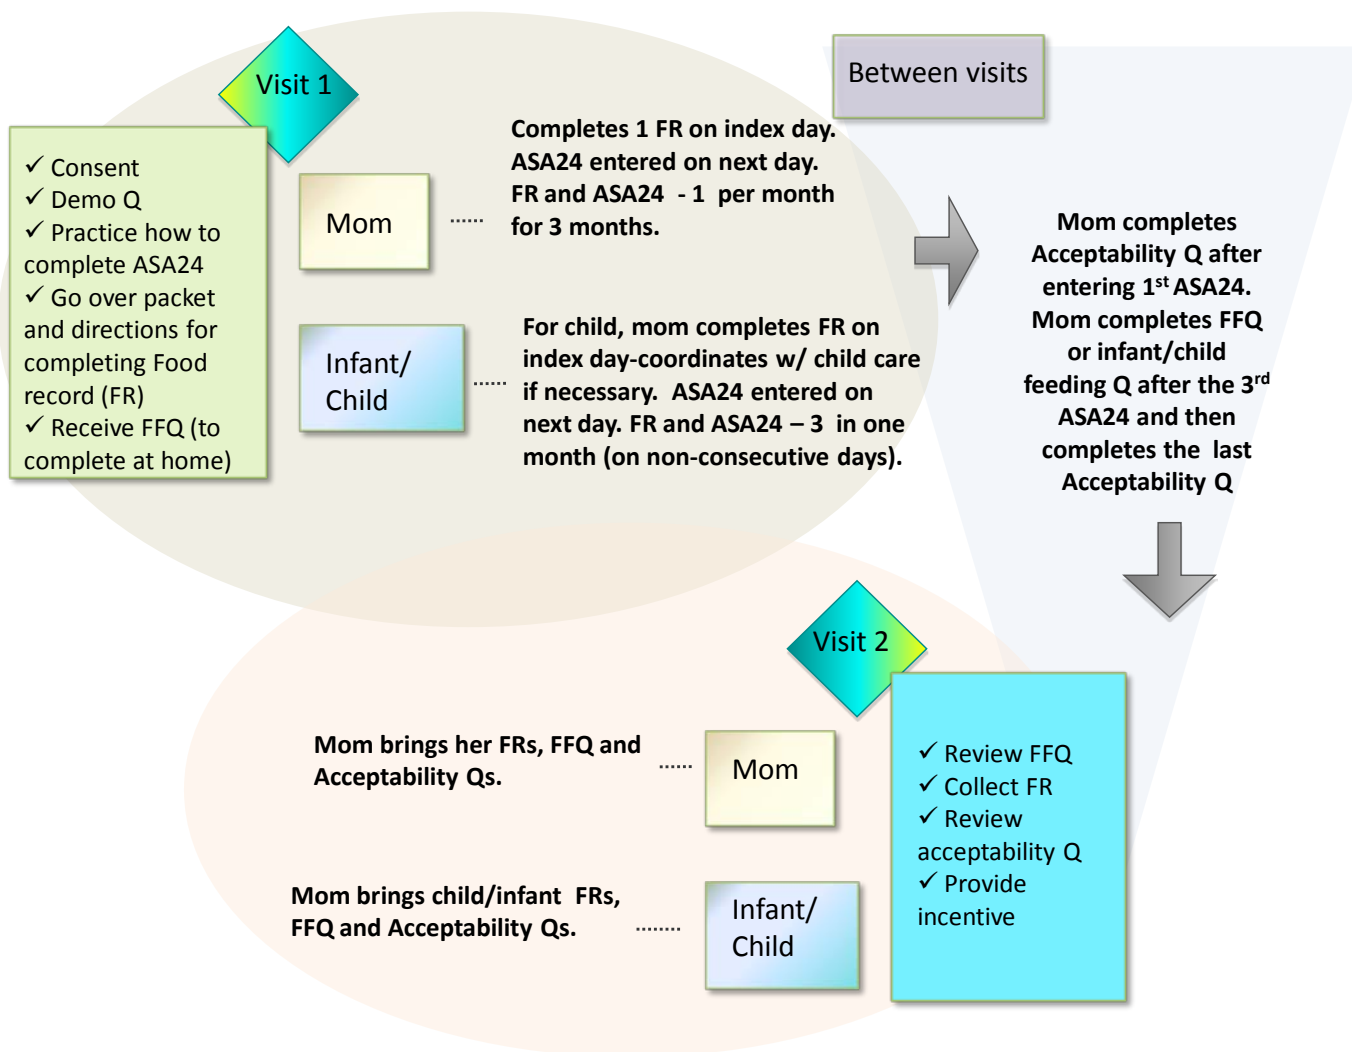 Visit 1
✓ Consent
✓ Demo Q
✓ Practice how to
complete ASA24
✓ Go over packet
and directions for
completing Food
record (FR)
✓ Receive FFQ (to
complete at home)
Mom
Completes 1 FR on index day.
ASA24 entered on next day.
FR and ASA24 - 1 per month
for 3 months.
Infant/
Child
For child, mom completes FR on
index day-coordinates w/ child care
if necessary. ASA24 entered on
next day. FR and ASA24 – 3 in one
month (on non-consecutive days).
Between visits
Mom completes
Acceptability Q after
entering 1st ASA24.
Mom completes FFQ
or infant/child
feeding Q after the 3rd
ASA24 and then
completes the last
Acceptability Q
Visit 2
Mom brings her FRs, FFQ and
Acceptability Qs.
Mom
Mom brings child/infant FRs,
FFQ and Acceptability Qs.
Infant/
Child
✓ Review FFQ
✓ Collect FR
✓ Review
acceptability Q
✓ Provide
incentive